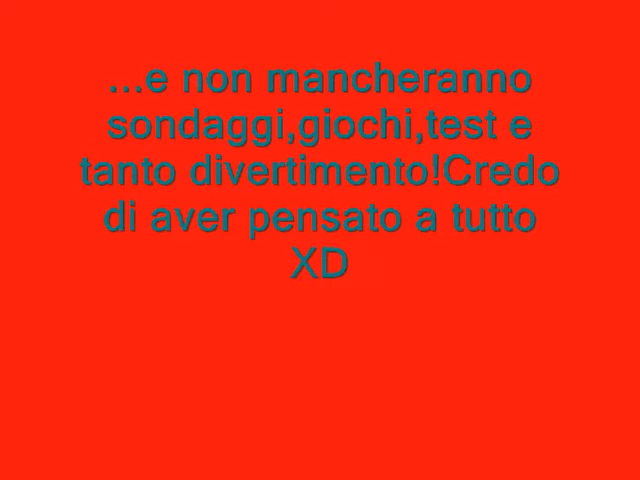 ...e non mancheranno
sondaggi,giochi,test e
tanto divertimento!Credo
di aver pensato a tutto
XD